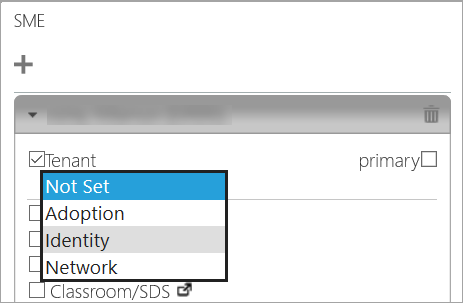 SME
Tenant primary
Not Set
Adoption
Identity
Network
Classroom/SDS